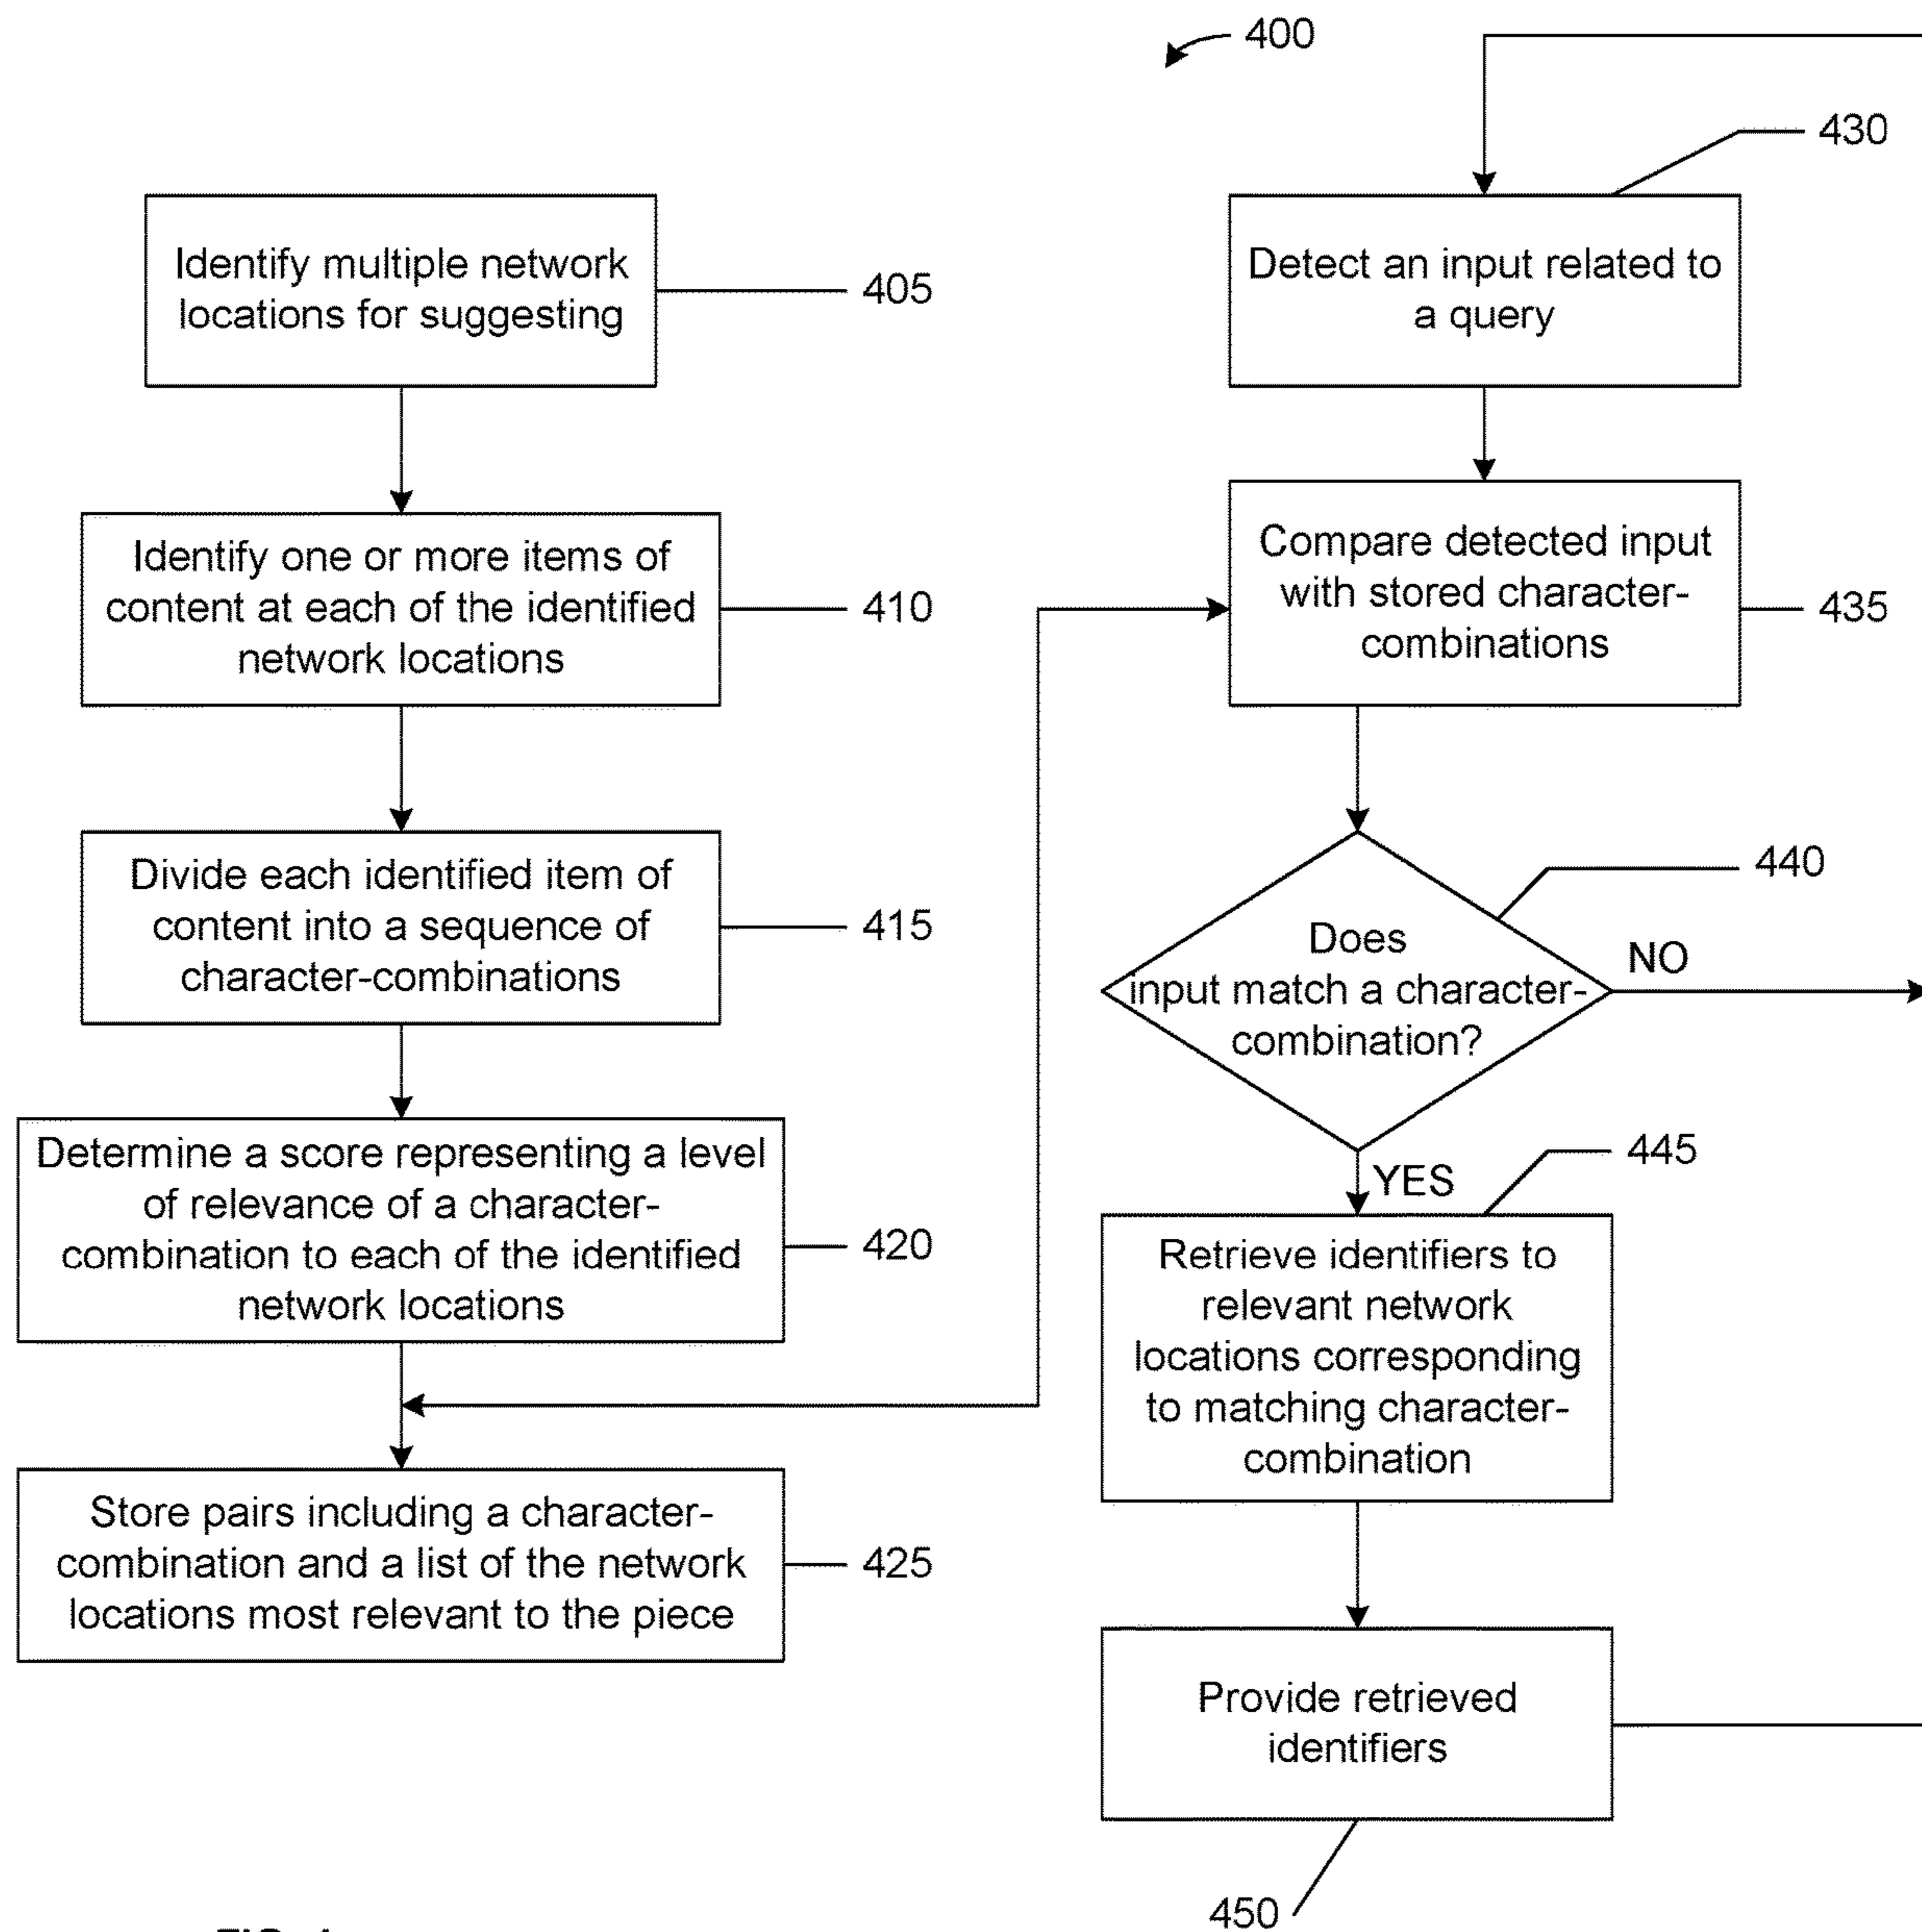 400
Identify multiple network
locations for suggesting
405
Identify one or more items of
content at each of the identified
network locations
410
Divide each identified item of
content into a sequence of
character-combinations
415
Determine a score representing a level
of relevance of a character-
combination to each of the identified
network locations
420
Store pairs including a character-
combination and a list of the network
locations most relevant to the piece
425
430
Detect an input related to
a query
Compare detected input
with stored character-
combinations
435
440
Does
input match a character-
combination?
NO
YES
445
Retrieve identifiers to
relevant network
locations corresponding
to matching character-
combination
Provide retrieved
identifiers
450